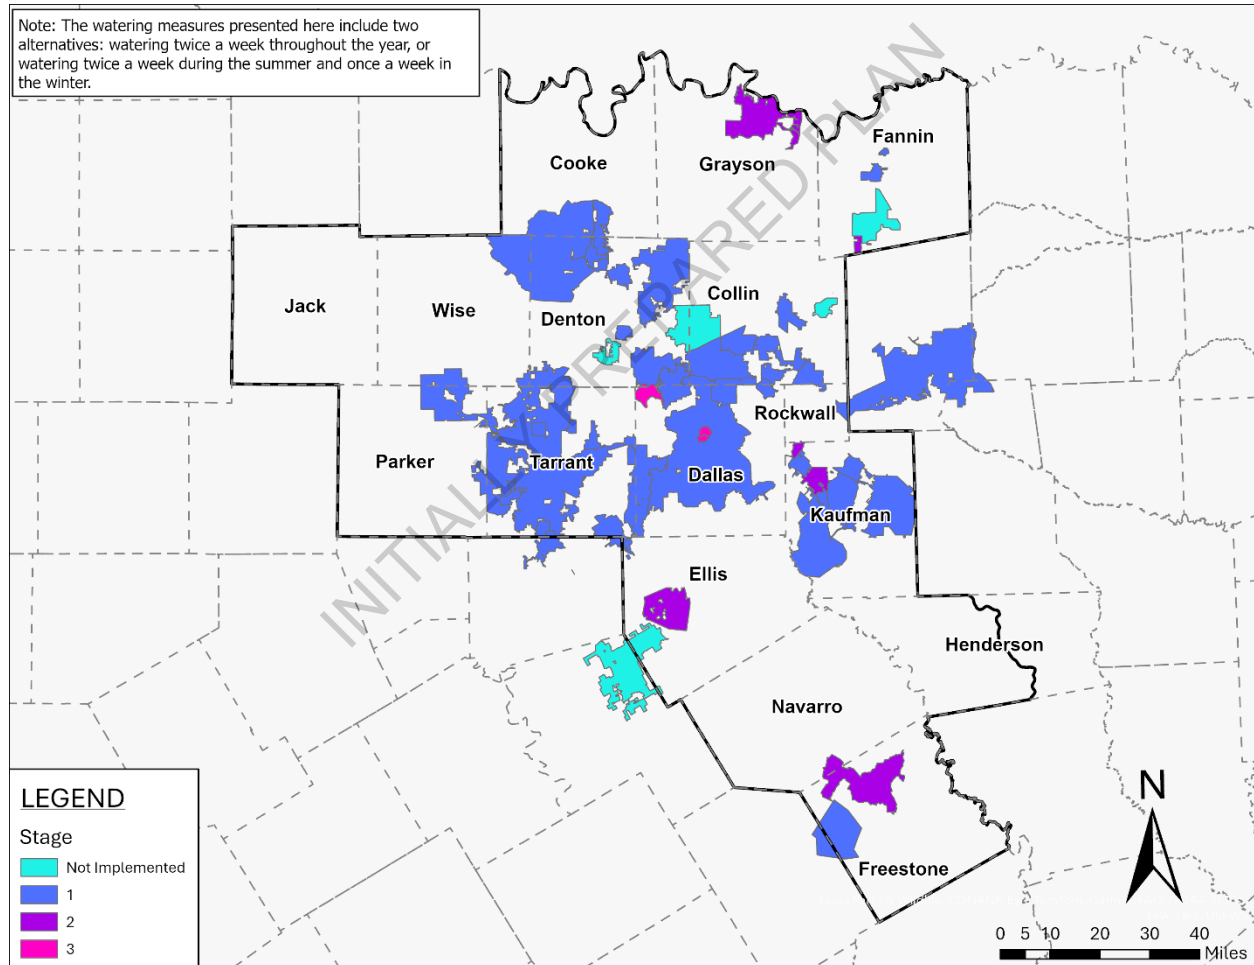 Note: The watering measures presented here include two
alternatives: watering twice a week throughout the year, or
watering twice a week during the summer and once a week in
the winter.
INITIALLY PREPARED PLAN
Fannin
Cooke
Grayson
Jack
Wise
Denton
Collin
Rockwall
Parker
Tarrant
Dallas
Kaufman
Ellis
Henderson
Navarro
Freestone
LEGEND
Stage
Not Implemented
1
2
3
N
0 5 10 20 30 40
Miles